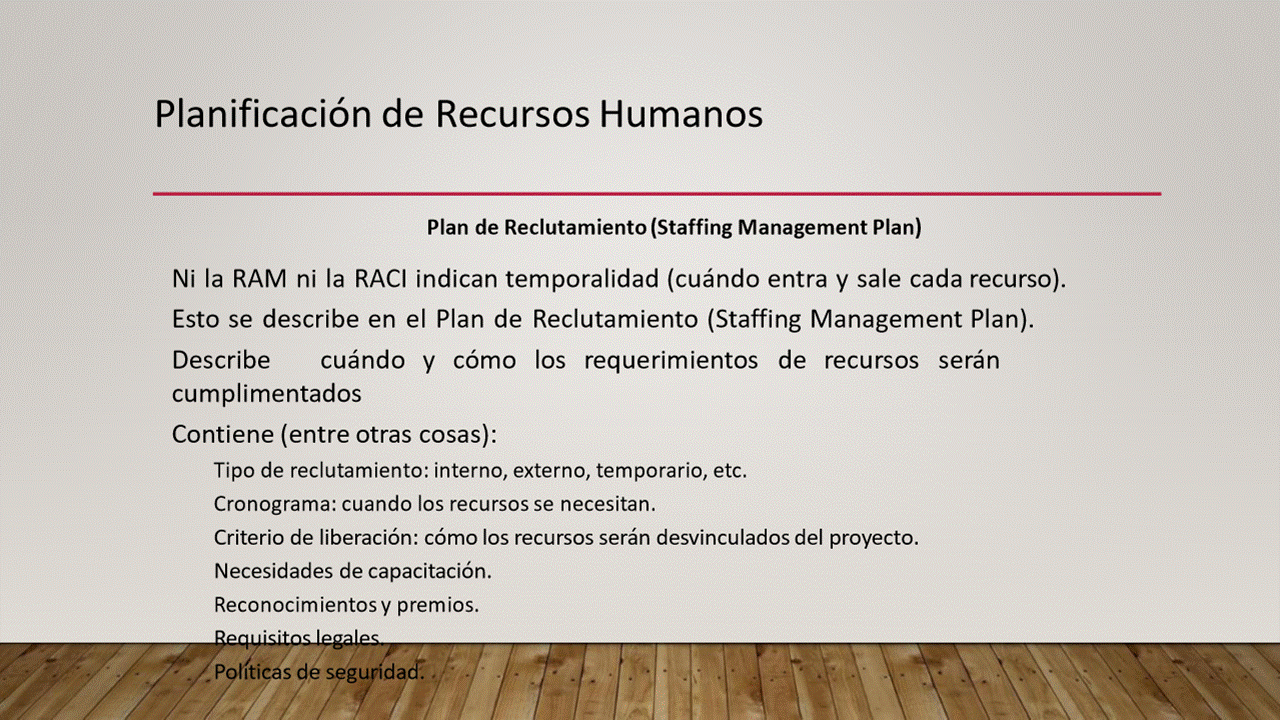 Planificación de Recursos Humanos
Plan de Reclutamiento (Staffing Management Plan)
Ni la RAM ni la RACI indican temporalidad (cuándo entra y sale cada recurso).
Esto se describe en el Plan de Reclutamiento (Staffing Management Plan).
Describe cuándo y cómo los requerimientos de recursos serán
cumplimentados
Contiene (entre otras cosas):
Tipo de reclutamiento: interno, externo, temporario, etc.
Cronograma: cuando los recursos se necesitan.
Criterio de liberación: cómo los recursos serán desvinculados del proyecto.
Necesidades de capacitación.
Reconocimientos y premios.
Requisitos legales.
Políticas de seguridad.